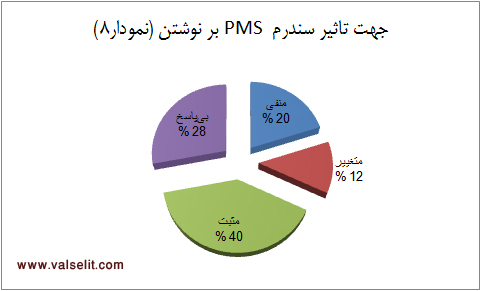 جهت تاثیر سندرم PMS بر نوشتن (نمودار۸)
منفی
% 20
متغییر
% 12
مثبت
% 40
بی‌پاسخ
% 28
www.valselit.com